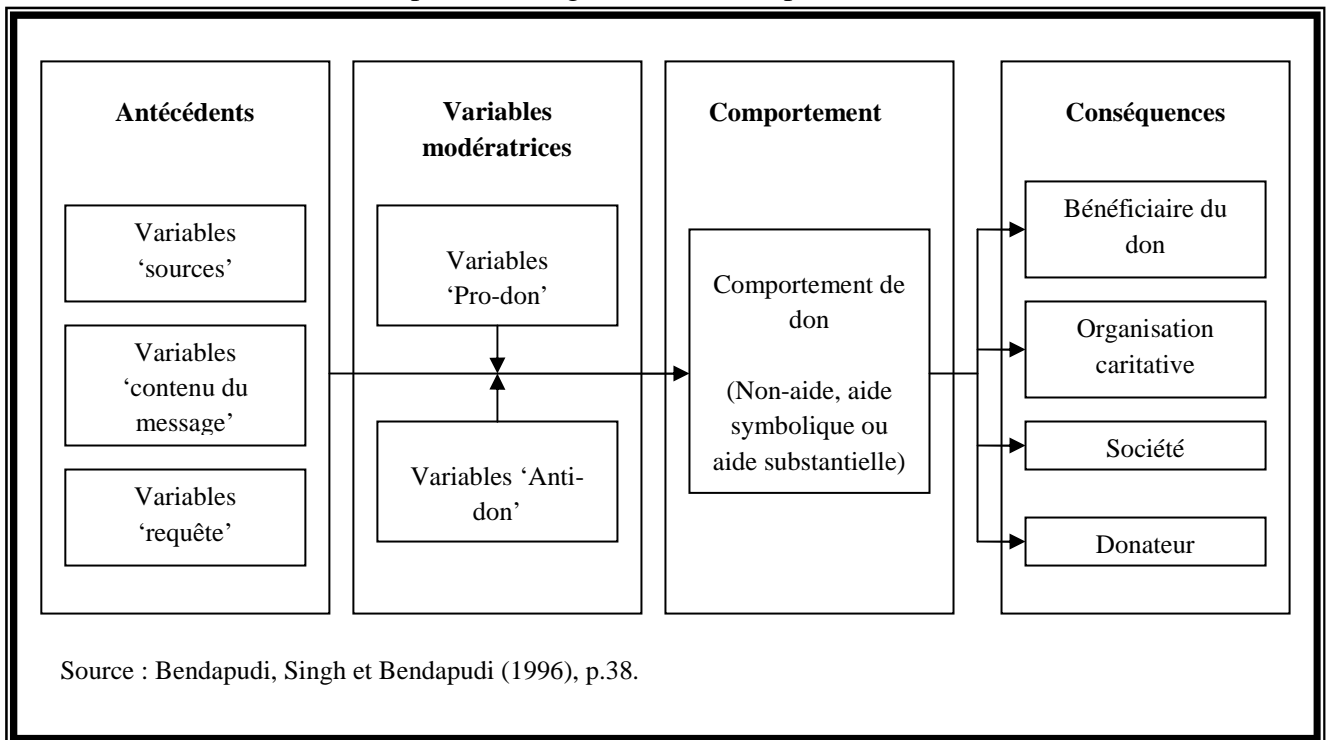 Antécédents
Variables
‘sources’
Variables
‘contenu du
message’
Variables
‘requête’
Variables
modératrices
Variables
‘Pro-don’
Variables ‘Anti-
don’
Comportement
Comportement de
don
(Non-aide, aide
symbolique ou
aide substantielle)
Conséquences
Bénéficiaire du
don
Organisation
caritative
Société
Donateur
Source : Bendapudi, Singh et Bendapudi (1996), p.38.